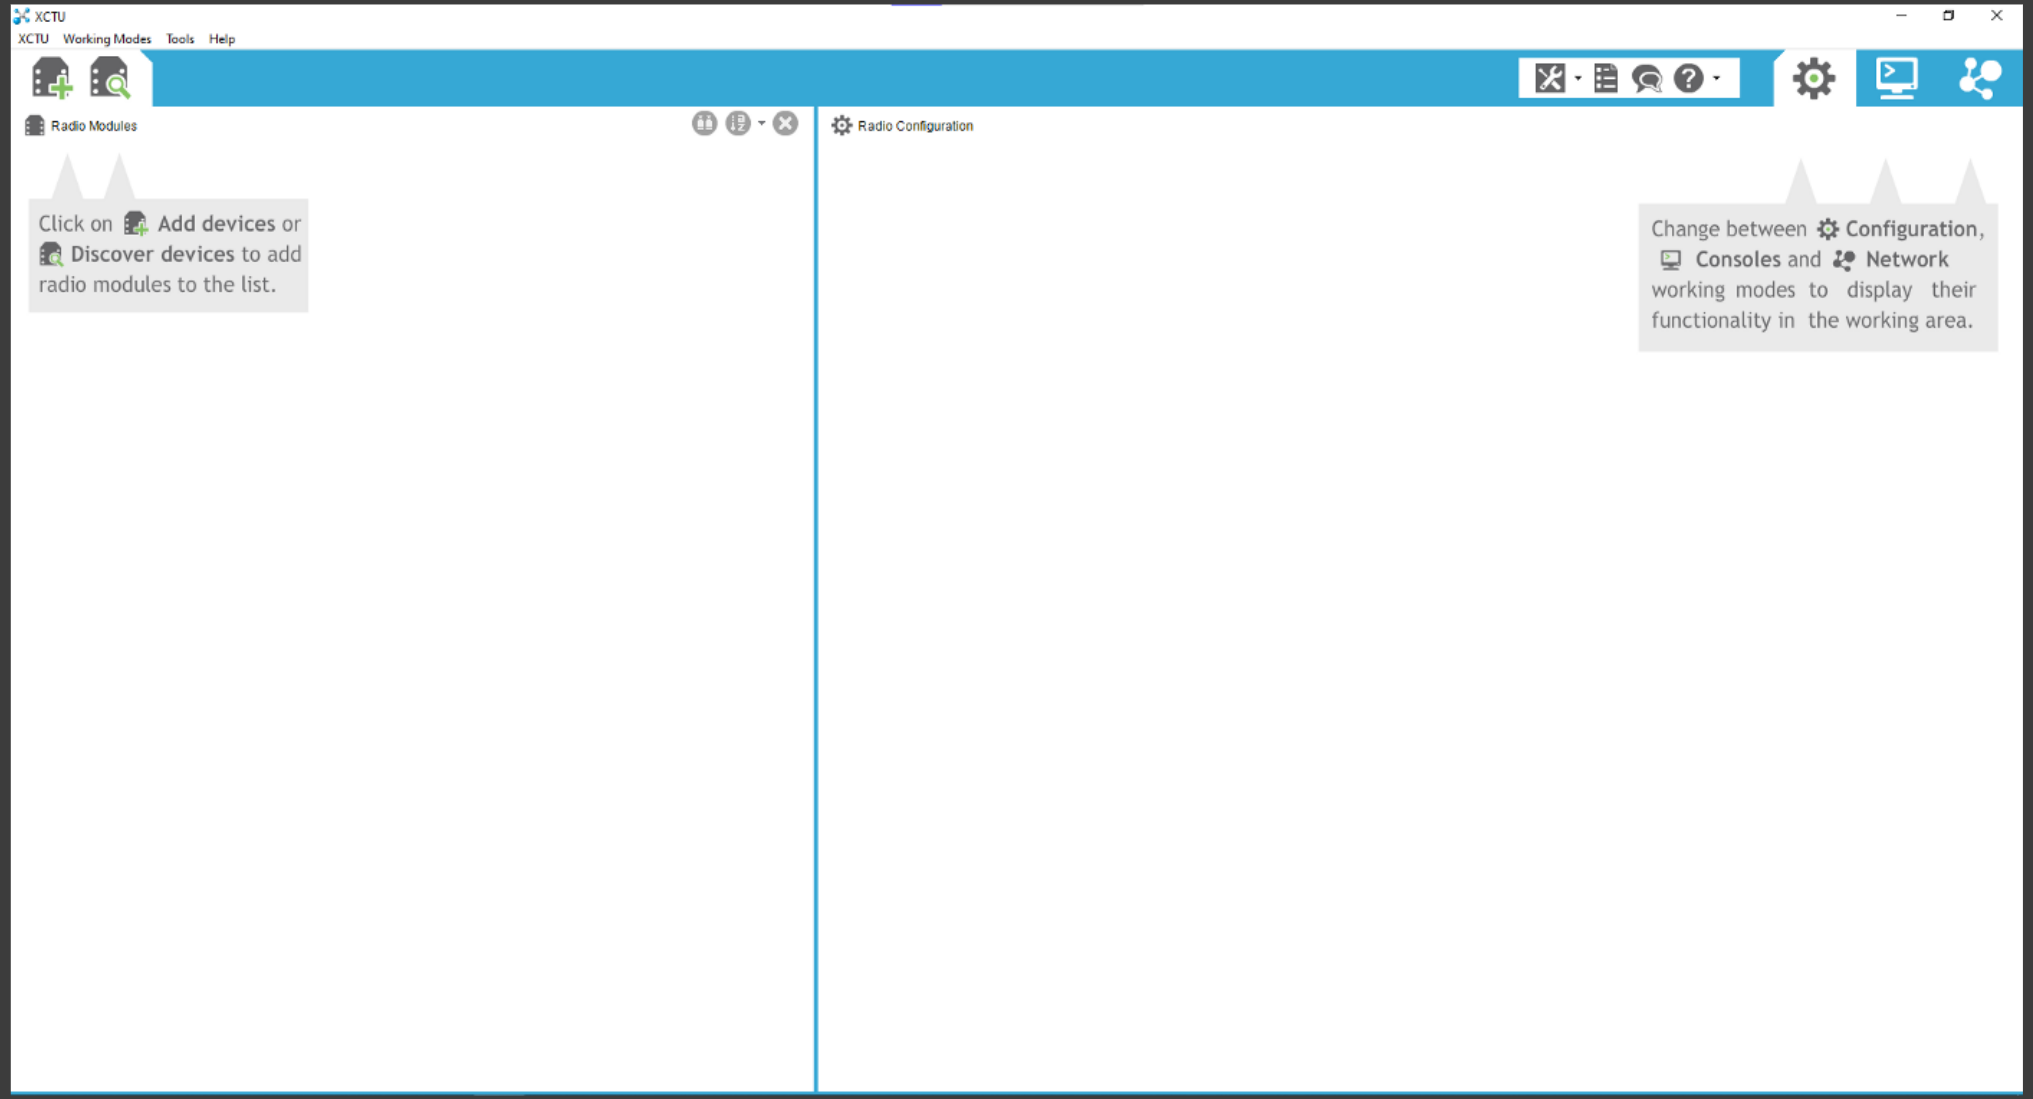 XCTU
XCTU Working Modes Tools Help
Radio Modules
Radio Configuration
Click on Add devices or
Discover devices to add
radio modules to the list.
Change between Configuration,
Consoles and Network
working modes to display their
functionality in the working area.